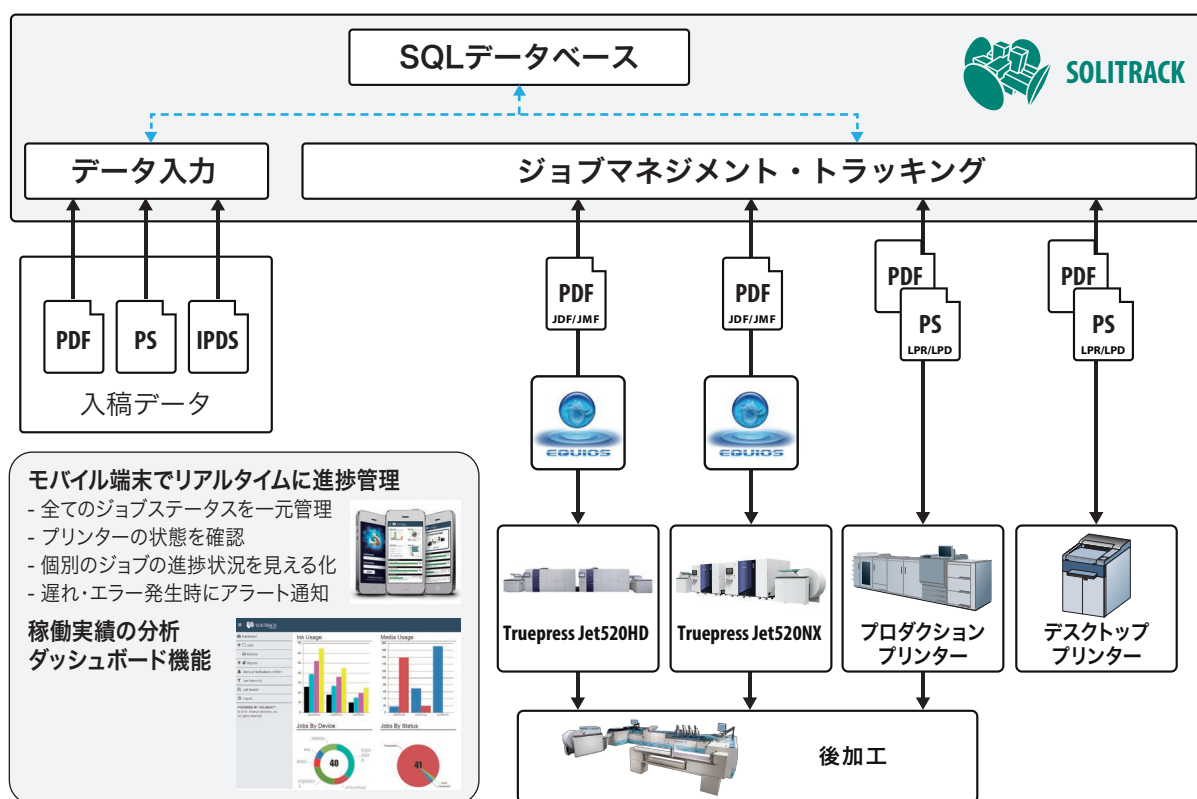 SQLデータベース
SOLITRACK
データ入力
ジョブマネジメント・トラッキング
PDF
PS
IPDS
入稿データ
PDF
JDF/JMF
PDF
JDF/JMF
PDF
PS
LPR/LPD
PDF
PS
LPR/LPD
EQUIOS
EQUIOS
モバイル端末でリアルタイムに進捗管理
- 全てのジョブステータスを一元管理
- プリンターの状態を確認
- 個別のジョブの進捗状況を見える化
- 遅れ・エラー発生時にアラート通知
稼働実績の分析
ダッシュボード機能
SOLITRACK
Dashboard
Jobs
Reports
Job Search
Logout
Ink Usage
Media Usage
Jobs By Device
Jobs By Status
40
41
Truepress Jet520HD
Truepress Jet520NX
プロダクション
プリンター
デスクトップ
プリンター
後加工